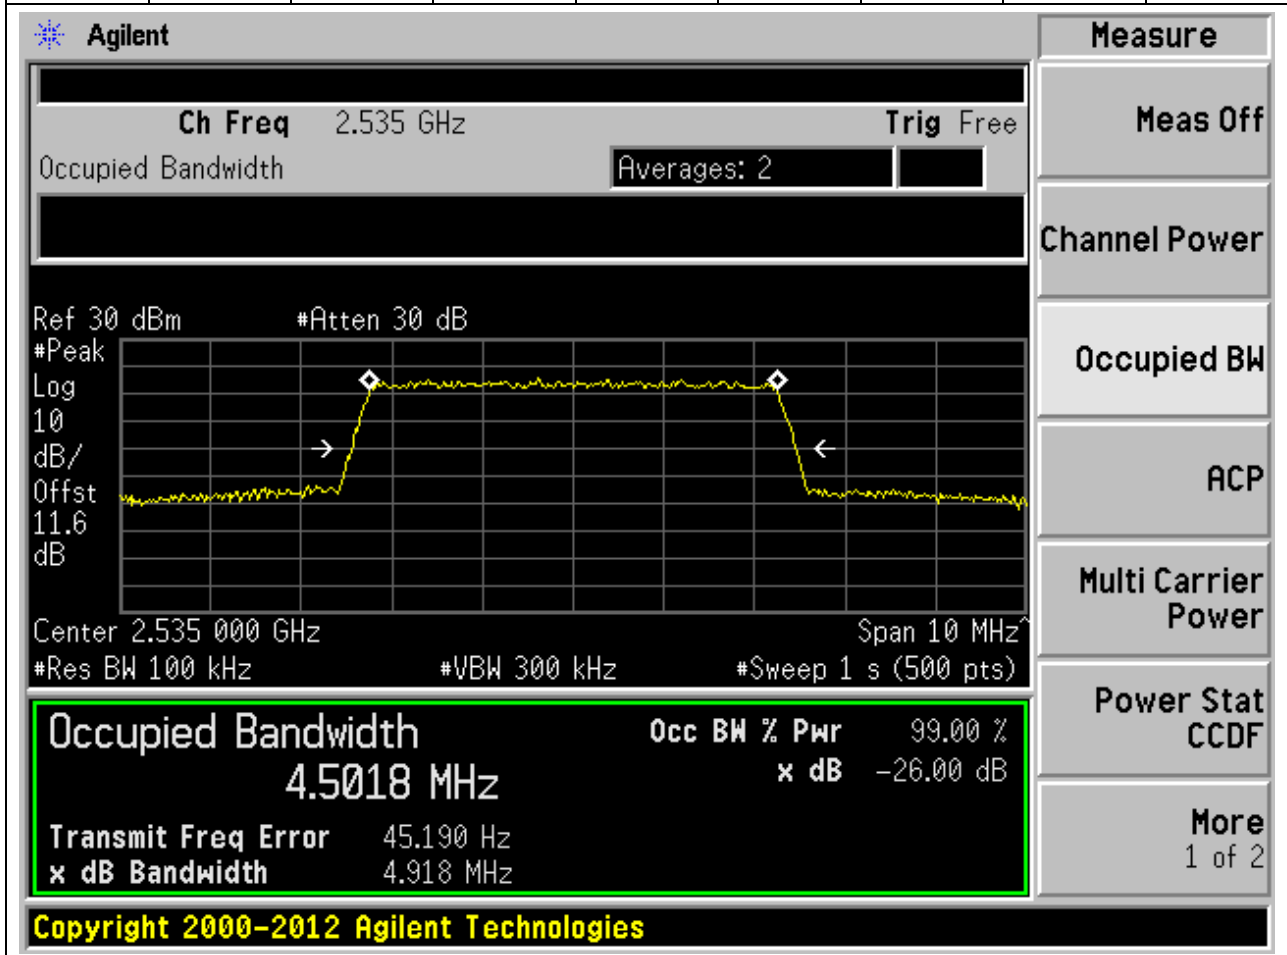 Agilent
Measure
Ch Freq 2.535 GHz Trig Free
Meas Off
Occupied Bandwidth Averages: 2
Channel Power
Ref 30 dBm #Atten 30 dB
#Peak
Log
10
dB/
Offst
11.6
dB
Occupied BW
ACP
Center 2.535 000 GHz Span 10 MHz^
#Res BW 100 kHz #VBW 300 kHz #Sweep 1 s (500 pts)
Multi Carrier
Power
Occupied Bandwidth Occ BW % Pwr 99.00 %
4.5018 MHz x dB -26.00 dB
Transmit Freq Error 45.190 Hz
x dB Bandwidth 4.918 MHz
Power Stat
CCDF
More
1 of 2
Copyright 2000-2012 Agilent Technologies